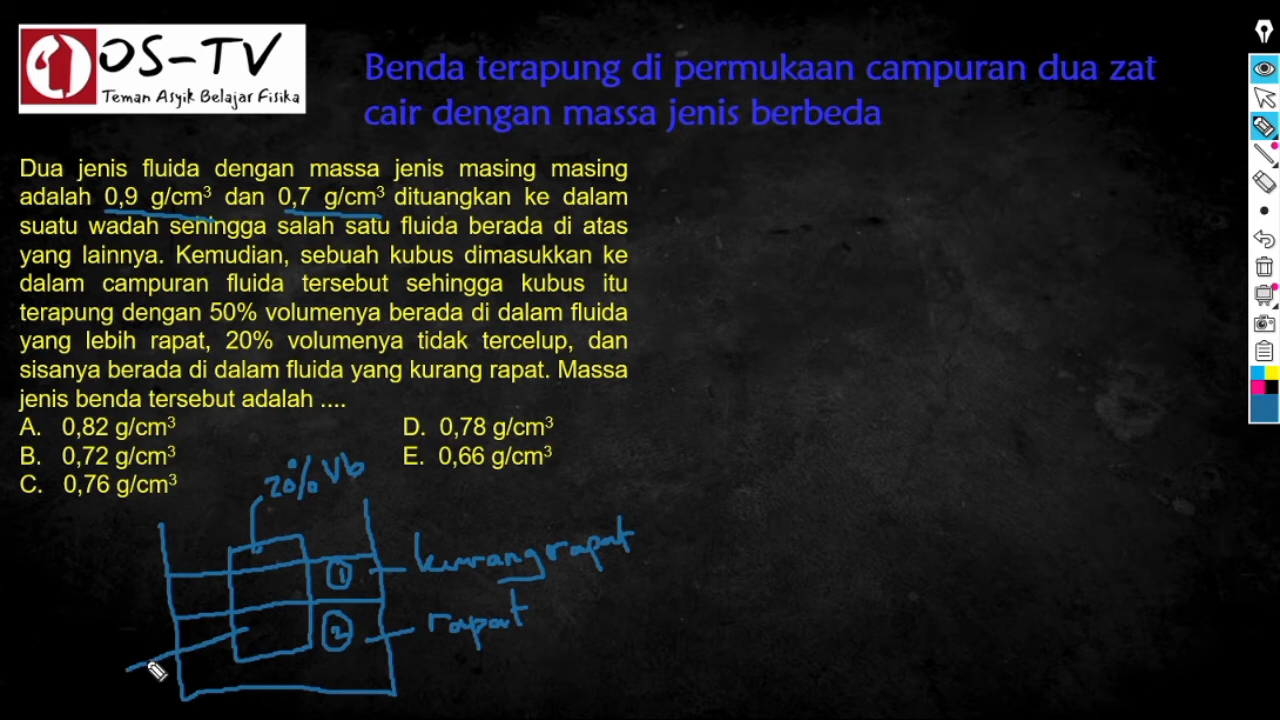 OS-TV
Teman Asyik Belajar Fisika
Benda terapung di permukaan campuran dua zat
cair dengan massa jenis berbeda
Dua jenis fluida dengan massa jenis masing masing
adalah 0,9 g/cm³ dan 0,7 g/cm³ dituangkan ke dalam
suatu wadah sehingga salah satu fluida berada di atas
yang lainnya. Kemudian, sebuah kubus dimasukkan ke
dalam campuran fluida tersebut sehingga kubus itu
terapung dengan 50% volumenya berada di dalam fluida
yang lebih rapat, 20% volumenya tidak tercelup, dan
sisanya berada di dalam fluida yang kurang rapat. Massa
jenis benda tersebut adalah ....
A. 0,82 g/cm³
B. 0,72 g/cm³
C. 0,76 g/cm³
D. 0,78 g/cm³
E. 0,66 g/cm³
20% Vb
1
kurang rapat
2
rapat